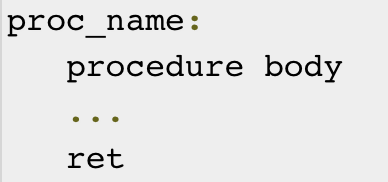 proc_name:
procedure body
...
ret